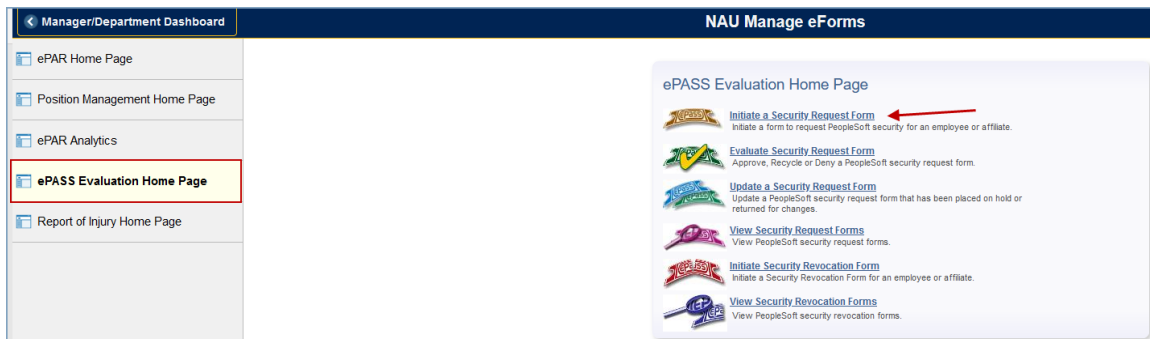 Manager/Department Dashboard
NAU Manage eForms
ePAR Home Page
Position Management Home Page
ePAR Analytics
ePASS Evaluation Home Page
Report of Injury Home Page
ePASS Evaluation Home Page
Initiate a Security Request Form
Initiate a form to request PeopleSoft security for an employee or affiliate.
Evaluate Security Request Form
Approve, Recycle or Deny a PeopleSoft security request form.
Update a Security Request Form
Update a PeopleSoft security request form that has been placed on hold or
returned for changes.
View Security Request Forms
View PeopleSoft security request forms.
Initiate Security Revocation Form
Initiate a Security Revocation Form for an employee or affiliate.
View Security Revocation Forms
View PeopleSoft security revocation forms.